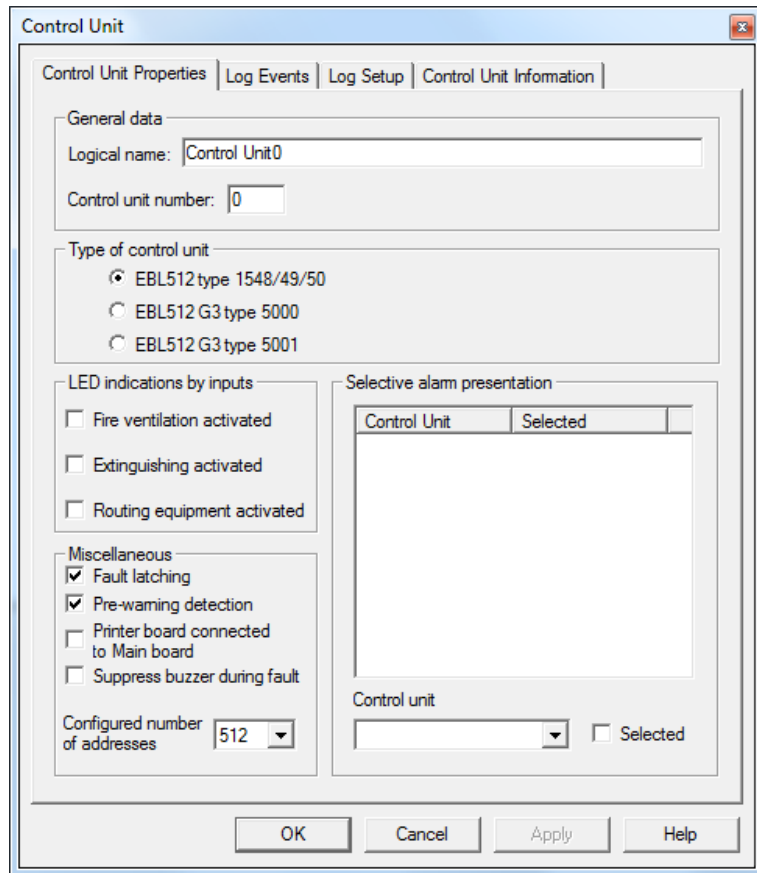 Control Unit
Control Unit Properties Log Events Log Setup Control Unit Information
General data
Logical name: Control Unit0
Control unit number: 0
Type of control unit
EBL512 type 1548/49/50
EBL512 G3 type 5000
EBL512 G3 type 5001
LED indications by inputs
Fire ventilation activated
Extinguishing activated
Routing equipment activated
Miscellaneous
Fault latching
Pre-warning detection
Printer board connected
to Main board
Suppress buzzer during fault
Configured number
of addresses
512
Selective alarm presentation
Control Unit Selected
Control unit
Selected
OK Cancel Apply Help